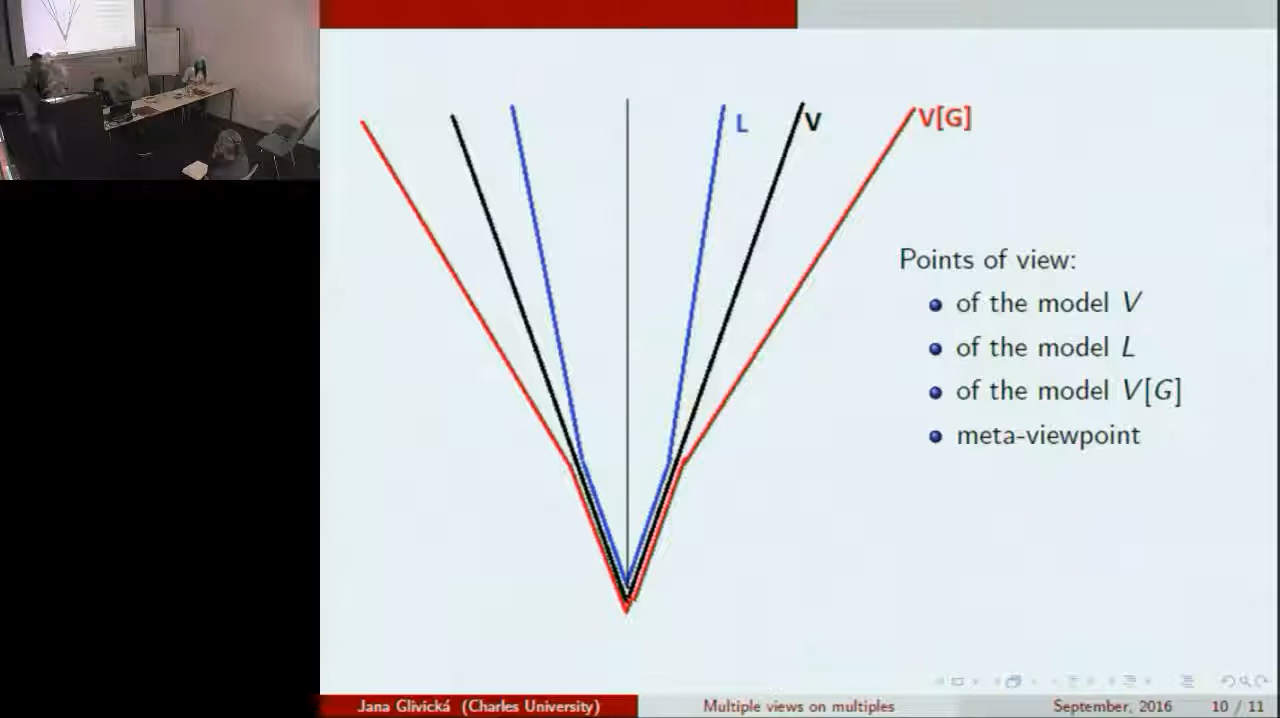 L
V
V[G]
Points of view:
of the model V
of the model L
of the model V[G]
meta-viewpoint
Jana Glivická (Charles University)
Multiple views on multiples
September, 2016
10 / 11